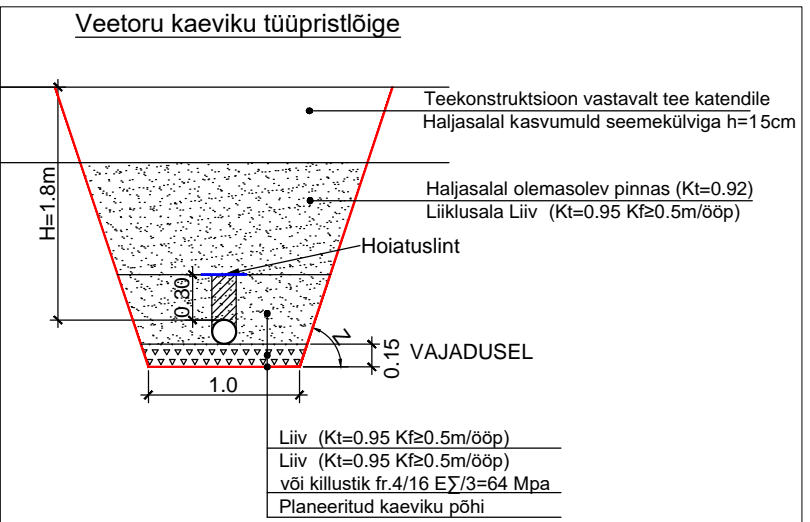 Veetoru kaeviku tüüpristlõige
Teekonstruktsioon vastavalt tee katendile
Haljasalal kasvumuld seemekülviga h=15cm
Haljasalal olemasolev pinnas (Kt=0.92)
Liiklusala Liiv (Kt=0.95 Kf≥0.5m/ööp)
H=1.8m
Hoiatuslint
0.30
N
0.15
VAJADUSEL
1.0
Liiv (Kt=0.95 Kf≥0.5m/ööp)
Liiv (Kt=0.95 Kf≥0.5m/ööp)
või killustik fr.4/16 E∑/3=64 Mpa
Planeeritud kaeviku põhi